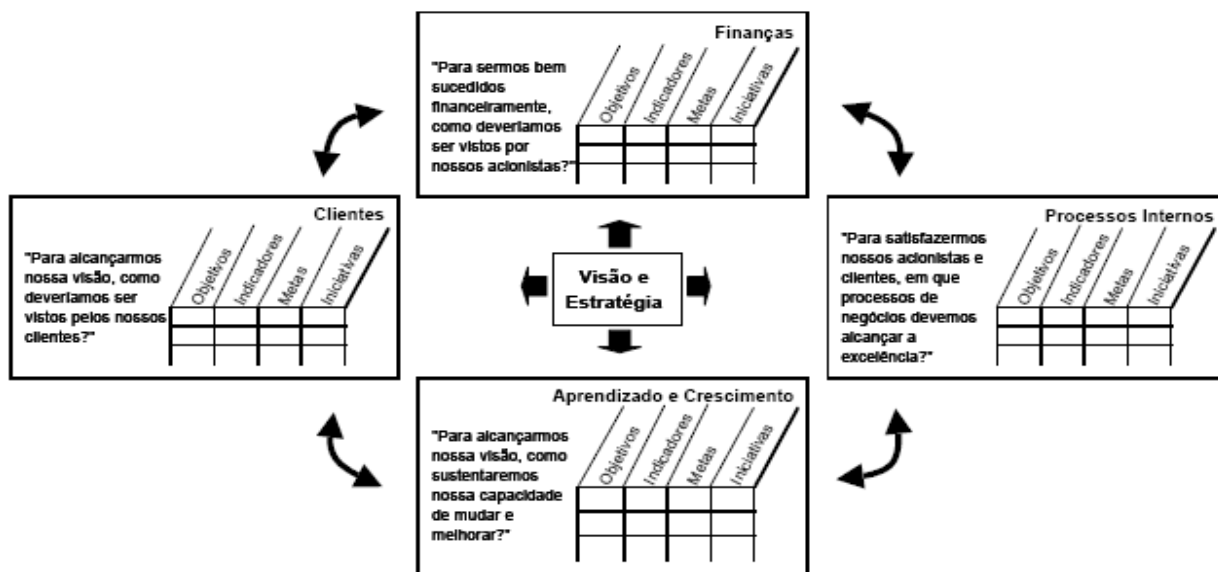 Finanças
"Para sermos bem
sucedidos
financeiramente,
como deveríamos
ser vistos por
nossos acionistas?"
Objetivos
Indicadores
Metas
Iniciativas
Clientes
"Para alcançarmos
nossa visão, como
deveríamos ser
vistos pelos nossos
clientes?"
Objetivos
Indicadores
Metas
Iniciativas
Visão e
Estratégia
Processos Internos
"Para satisfazermos
nossos acionistas e
clientes, em que
processos de
negócios devemos
alcançar a
excelência?"
Objetivos
Indicadores
Metas
Iniciativas
Aprendizado e Crescimento
"Para alcançarmos
nossa visão, como
sustentaremos
nossa capacidade
de mudar e
melhorar?"
Objetivos
Indicadores
Metas
Iniciativas